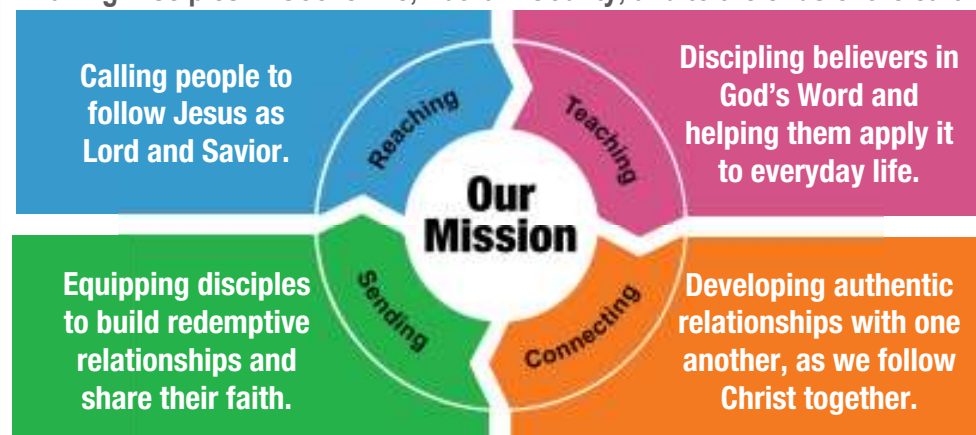 Calling people to
follow Jesus as
Lord and Savior.
Reaching
Teaching
Discipling believers in
God's Word and
helping them apply it
to everyday life.
Our
Mission
Equipping disciples
to build redemptive
relationships and
share their faith.
Sending
Connecting
Developing authentic
relationships with one
another, as we follow
Christ together.